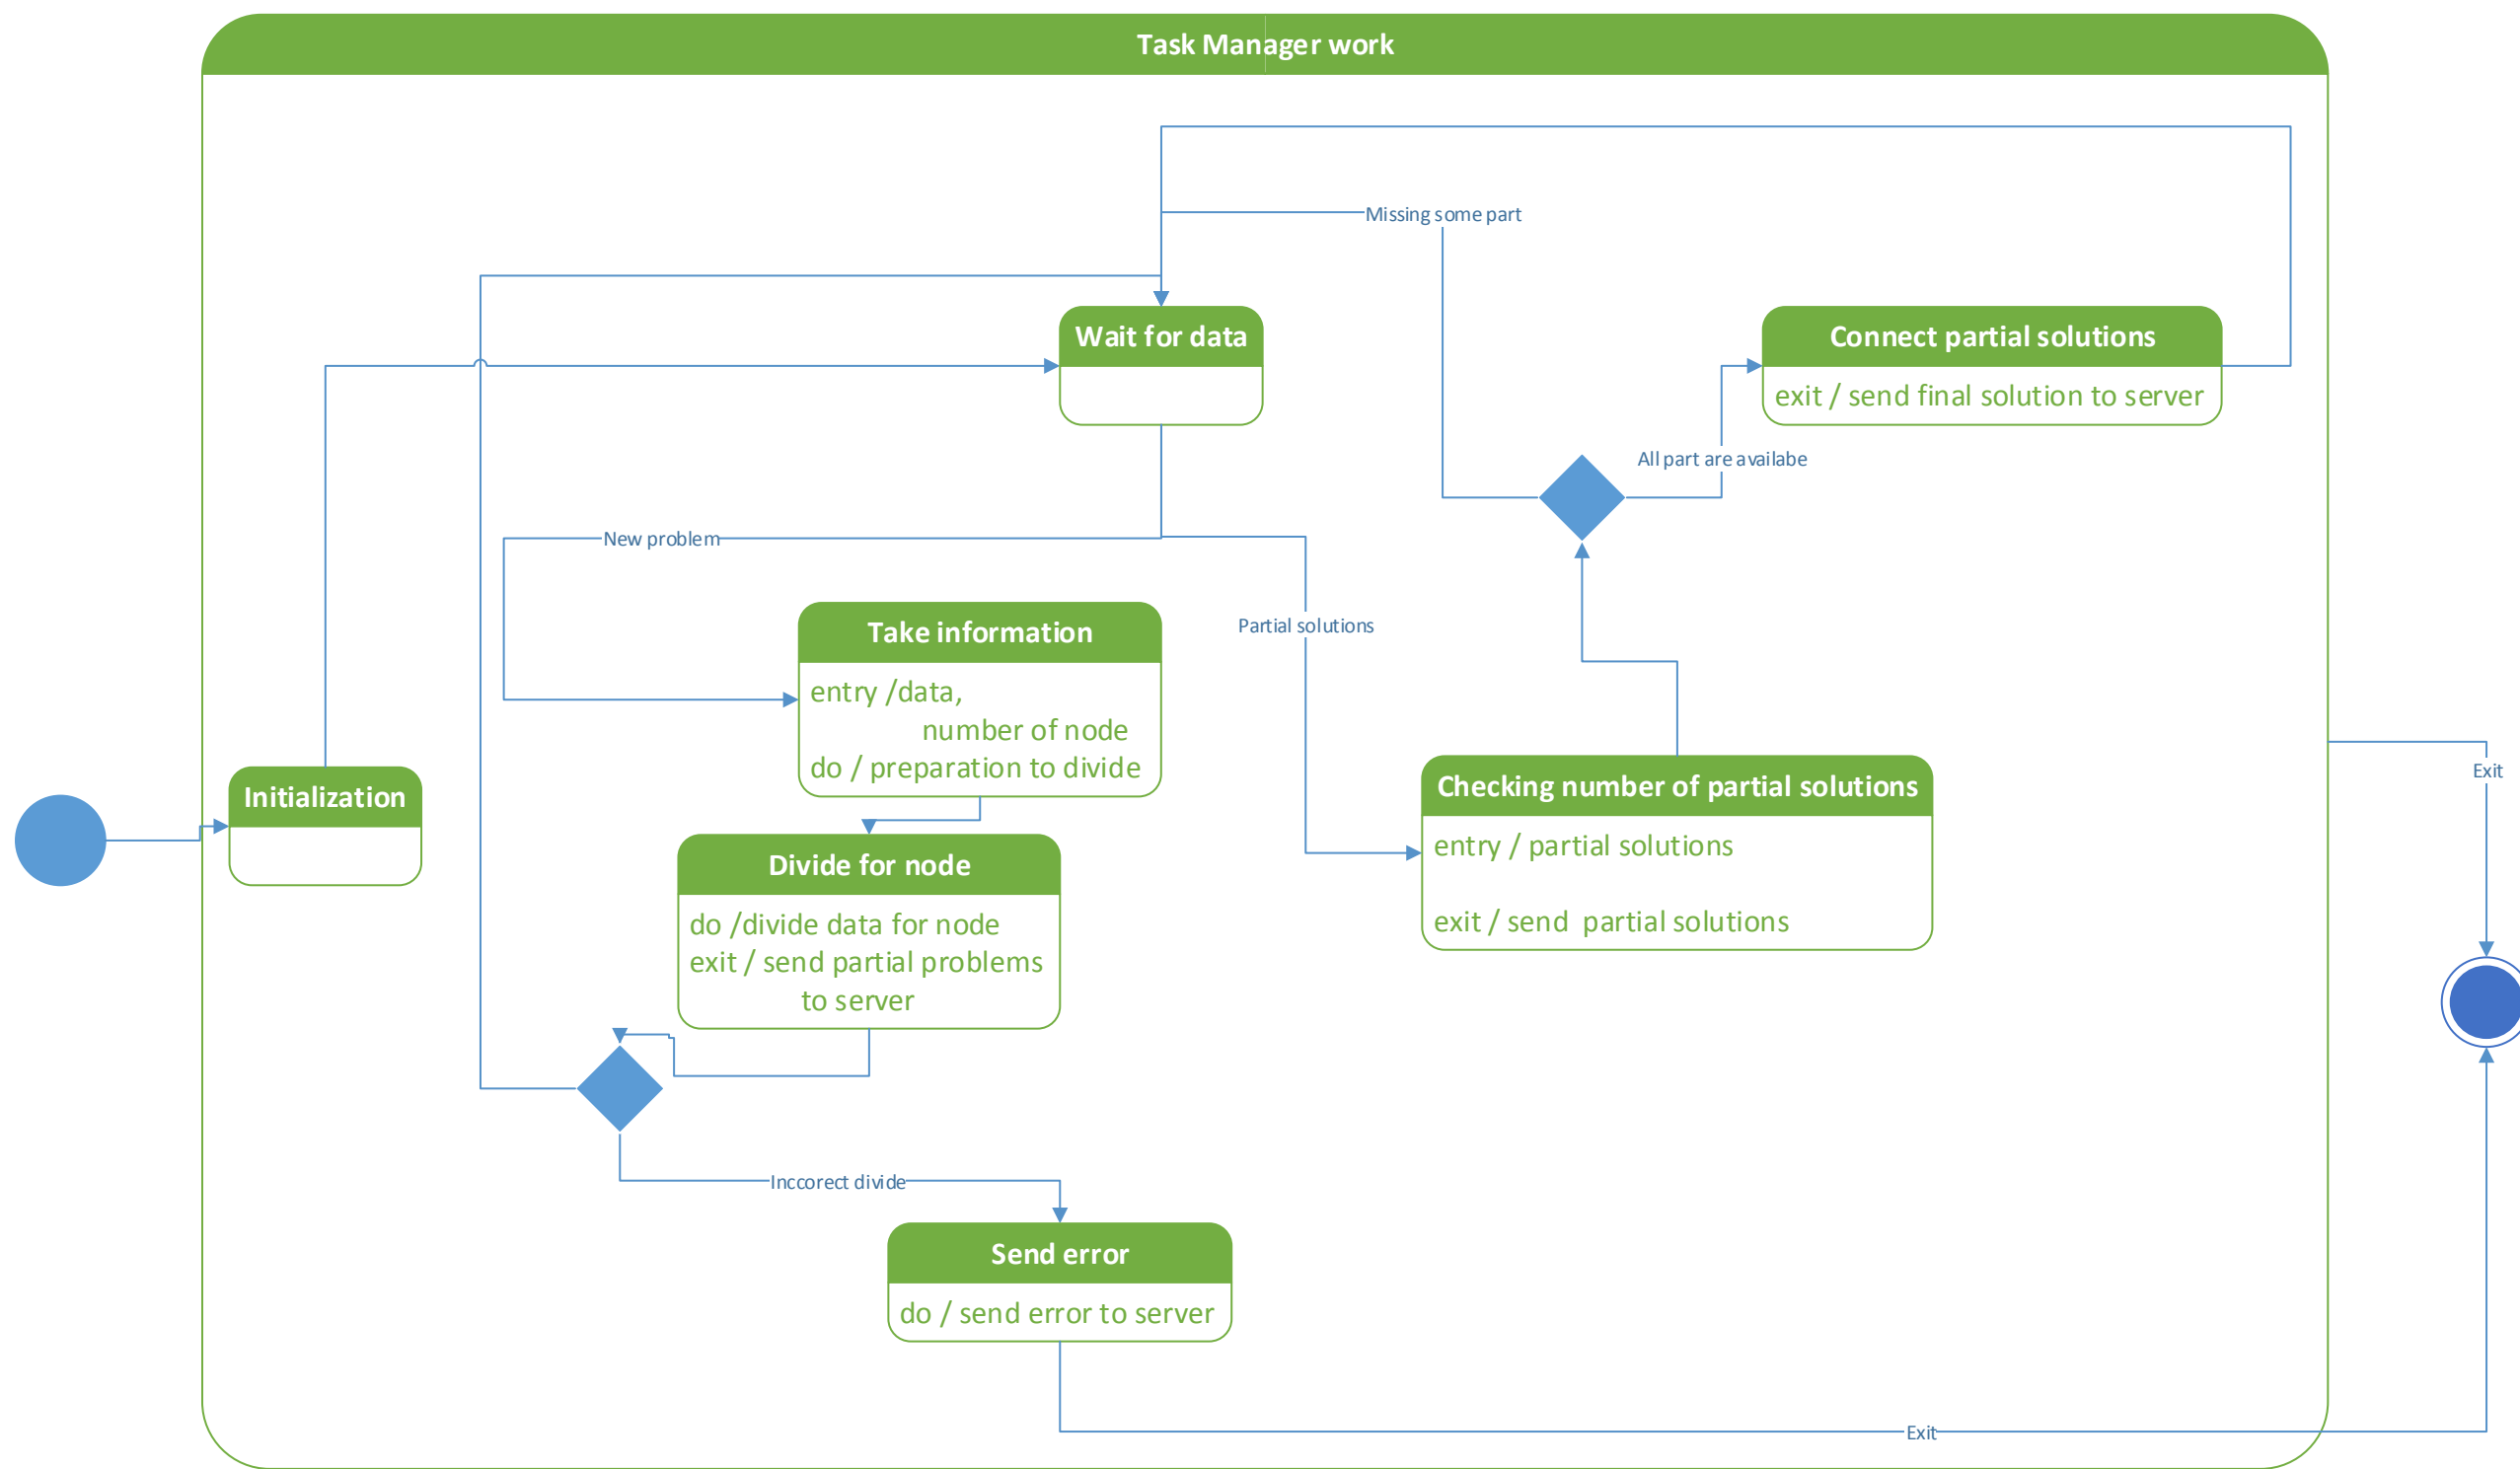 Task Manager work
Missing some part
Wait for data
Connect partial solutions
exit / send final solution to server
All part are availabe
New problem
Partial solutions
Take information
entry /data,
number of node
do / preparation to divide
Initialization
Checking number of partial solutions
entry / partial solutions
exit / send  partial solutions
Exit
Divide for node
do /divide data for node
exit / send partial problems
to server
Inccorect divide
Send error
do / send error to server
Exit